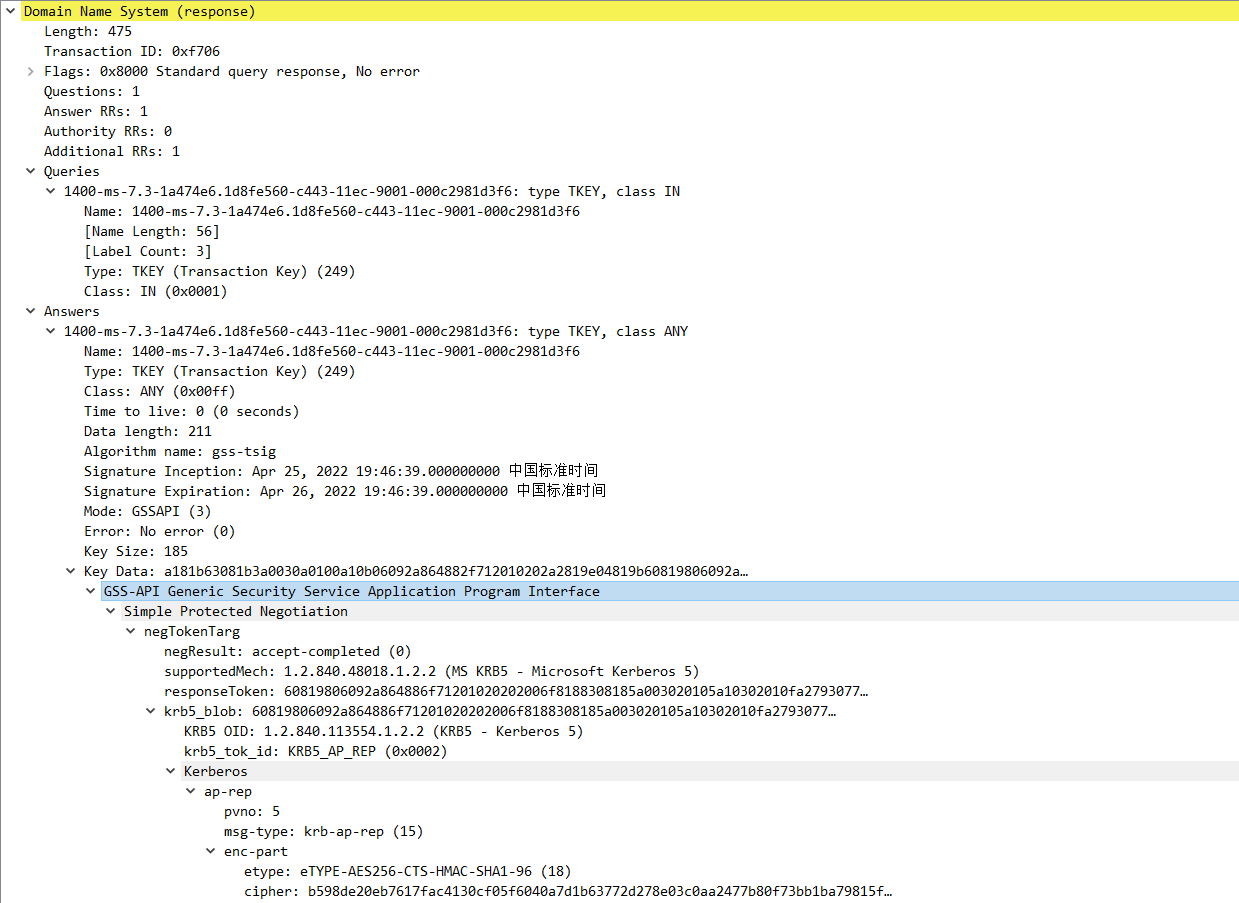 Domain Name System (response)
Length: 475
Transaction ID: 0xf706
Flags: 0x8000 Standard query response, No error
Questions: 1
Answer RRs: 1
Authority RRs: 0
Additional RRs: 1
Queries
1400-ms-7.3-1a474e6.1d8fe560-c443-11ec-9001-000c2981d3f6: type TKEY, class IN
Name: 1400-ms-7.3-1a474e6.1d8fe560-c443-11ec-9001-000c2981d3f6
[Name Length: 56]
[Label Count: 3]
Type: TKEY (Transaction Key) (249)
Class: IN (0x0001)
Answers
1400-ms-7.3-1a474e6.1d8fe560-c443-11ec-9001-000c2981d3f6: type TKEY, class ANY
Name: 1400-ms-7.3-1a474e6.1d8fe560-c443-11ec-9001-000c2981d3f6
Type: TKEY (Transaction Key) (249)
Class: ANY (0x00ff)
Time to live: 0 (0 seconds)
Data length: 211
Algorithm name: gss-tsig
Signature Inception: Apr 25, 2022 19:46:39.000000000 中国标准时间
Signature Expiration: Apr 26, 2022 19:46:39.000000000 中国标准时间
Mode: GSSAPI (3)
Error: No error (0)
Key Size: 185
Key Data: a181b63081b3a0030a0100a10b06092a864882f712010202a2819e04819b60819806092a…
GSS-API Generic Security Service Application Program Interface
Simple Protected Negotiation
negTokenTarg
negResult: accept-completed (0)
supportedMech: 1.2.840.48018.1.2.2 (MS KRB5 - Microsoft Kerberos 5)
responseToken: 60819806092a864886f71201020202006f8188308185a003020105a10302010fa2793077…
krb5_blob: 60819806092a864886f71201020202006f8188308185a003020105a10302010fa2793077…
KRB5 OID: 1.2.840.113554.1.2.2 (KRB5 - Kerberos 5)
krb5_tok_id: KRB5_AP_REP (0x0002)
Kerberos
ap-rep
pvno: 5
msg-type: krb-ap-rep (15)
enc-part
etype: eTYPE-AES256-CTS-HMAC-SHA1-96 (18)
cipher: b598de20eb7617fac4130cf05f6040a7d1b63772d278e03c0aa2477b80f73bb1ba79815f…